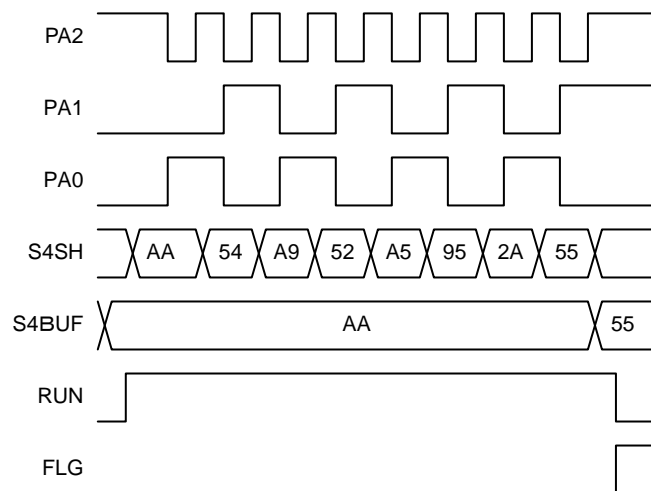 PA2
PA1
PA0
S4SH AA 54 A9 52 A5 95 2A 55
S4BUF AA 55
RUN
FLG